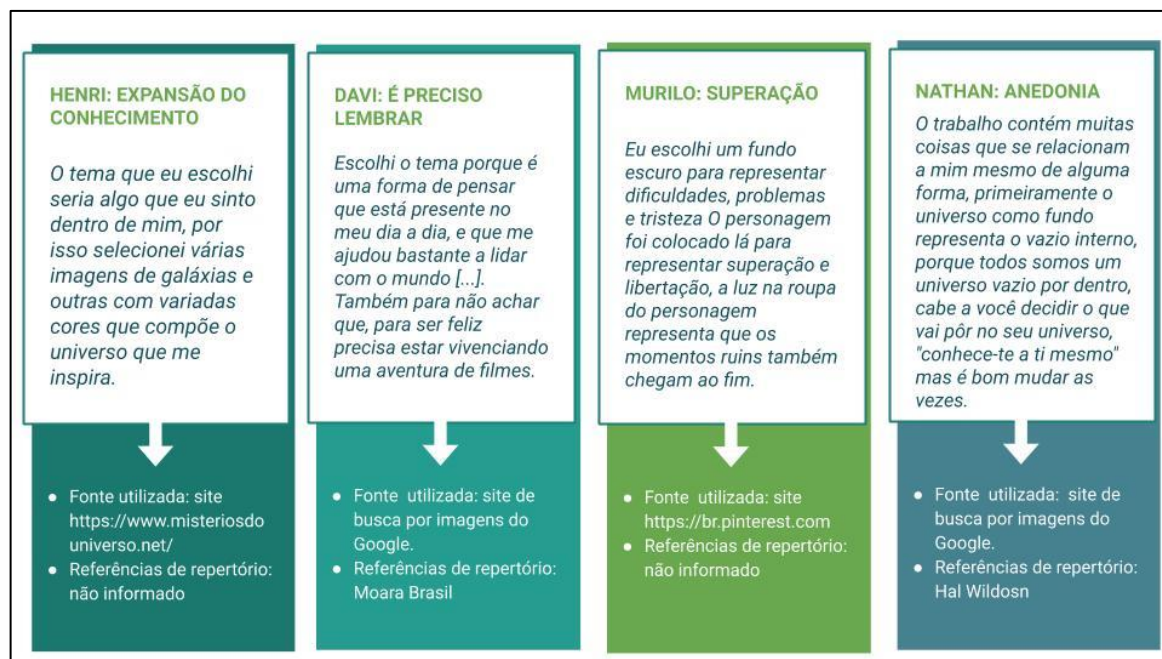 HENRI: EXPANSÃO DO
CONHECIMENTO
O tema que eu escolhi
seria algo que eu sinto
dentro de mim, por
isso selecionei várias
imagens de galáxias e
outras com variadas
cores que compõe o
universo que me
inspira.
● Fonte utilizada: site
https://www.misteriosdo
universo.net/
● Referências de repertório:
não informado
DAVI: É PRECISO
LEMBRAR
Escolhi o tema porque é
uma forma de pensar
que está presente no
meu dia a dia, e que me
ajudou bastante a lidar
com o mundo [...].
Também para não achar
que, para ser feliz
precisa estar vivenciando
uma aventura de filmes.
● Fonte utilizada: site de
busca por imagens do
Google.
● Referências de repertório:
Moara Brasil
MURILO: SUPERAÇÃO
Eu escolhi um fundo
escuro para representar
dificuldades, problemas
e tristeza O personagem
foi colocado lá para
representar superação e
libertação, a luz na roupa
do personagem
representa que os
momentos ruins também
chegam ao fim.
● Fonte utilizada: site
https://br.pinterest.com
● Referências de repertório:
não informado
NATHAN: ANEDONIA
O trabalho contém muitas
coisas que se relacionam
a mim mesmo de alguma
forma, primeiramente o
universo como fundo
representa o vazio interno,
porque todos somos um
universo vazio por dentro,
cabe a você decidir o que
vai pôr no seu universo,
"conhece-te a ti mesmo"
mas é bom mudar as
vezes.
● Fonte utilizada: site de
busca por imagens do
Google.
● Referências de repertório:
Hal Wildosn